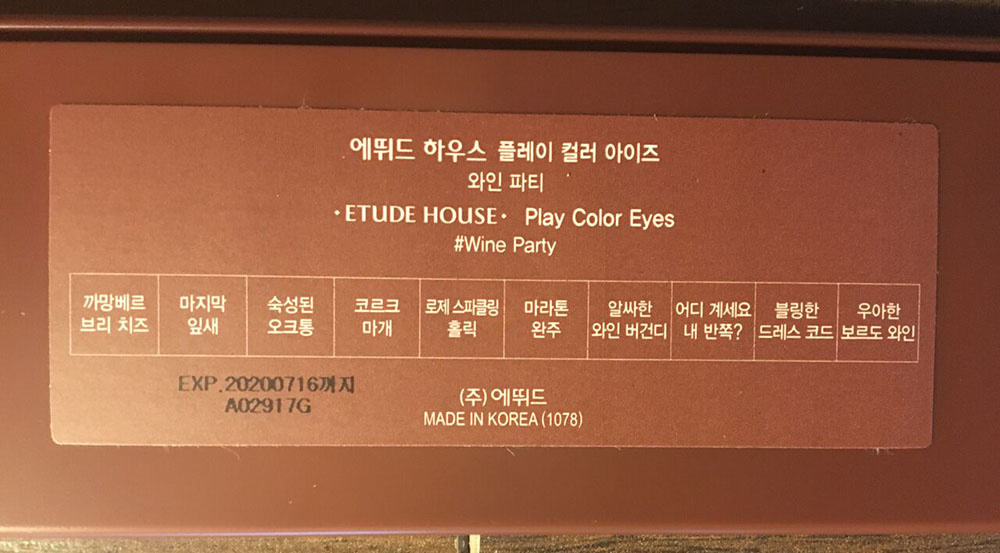 에뛰드 하우스 플레이 컬러 아이즈
와인 파티
·ETUDE HOUSE· Play Color Eyes
#Wine Party
까망베르 브리 치즈
마지막 잎새
숙성된 오크통
코르크 마개
로제 스파클링 홀릭
마라톤 완주
알싸한 와인 버건디
어디 계세요 내 반쪽?
블링한 드레스 코드
우아한 보르도 와인
EXP.20200716까지
A02917G
(주)에뛰드
MADE IN KOREA (1078)